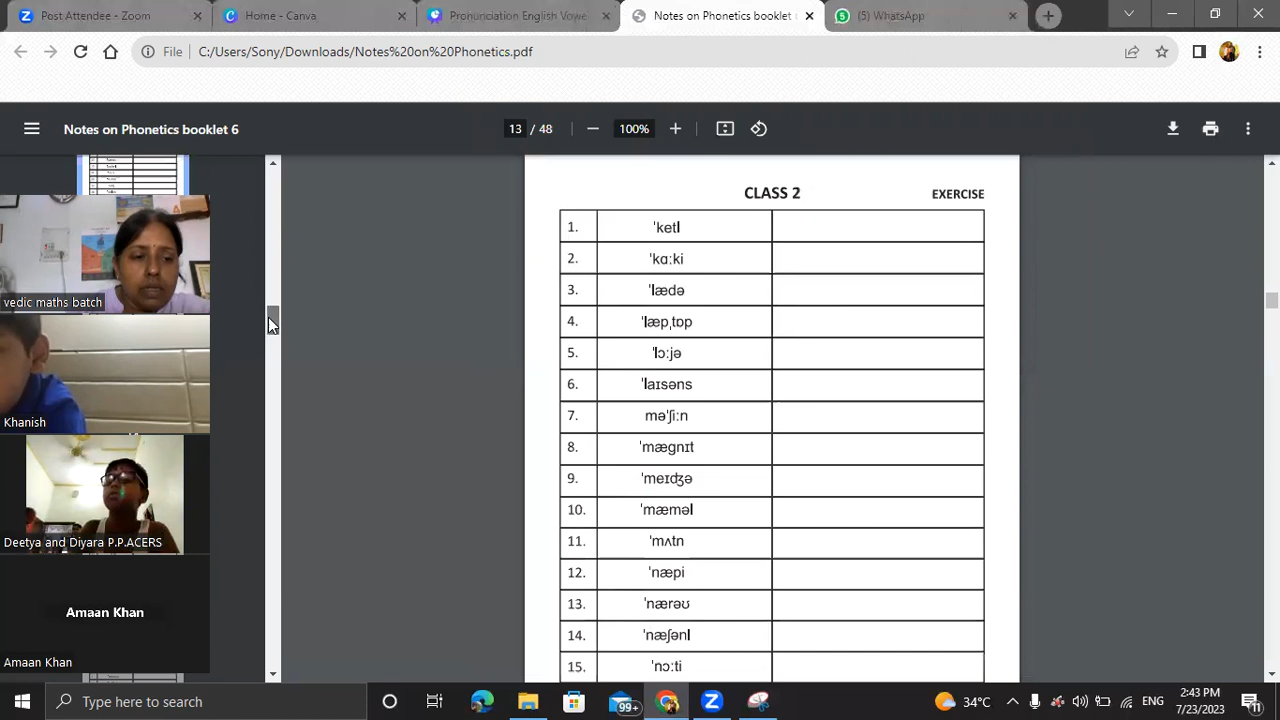 Post Attendee - Zoom
Home - Canva
Pronunciation English Vowe
Notes on Phonetics booklet
(5) WhatsApp
File C:/Users/Sony/Downloads/Notes%20on%20Phonetics.pdf
Notes on Phonetics booklet 6
13 / 48
100%
CLASS 2
EXERCISE
1. ˈketl
2. ˈkɑːki
3. ˈlædə
4. ˈlæpˌtɒp
5. ˈlɔːjə
6. ˈlaɪsəns
7. məˈʃiːn
8. ˈmægnɪt
9. ˈmeɪʤə
10. ˈmæməl
11. ˈmʌtn
12. ˈnæpi
13. ˈnærəʊ
14. ˈnæʃənl
15. ˈnɔːti
vedic maths batch
Khanish
Deetya and Diyara P.P.ACERS
Amaan Khan
Amaan Khan
Type here to search
99+
34°C
ENG
2:43 PM
7/23/2023
11